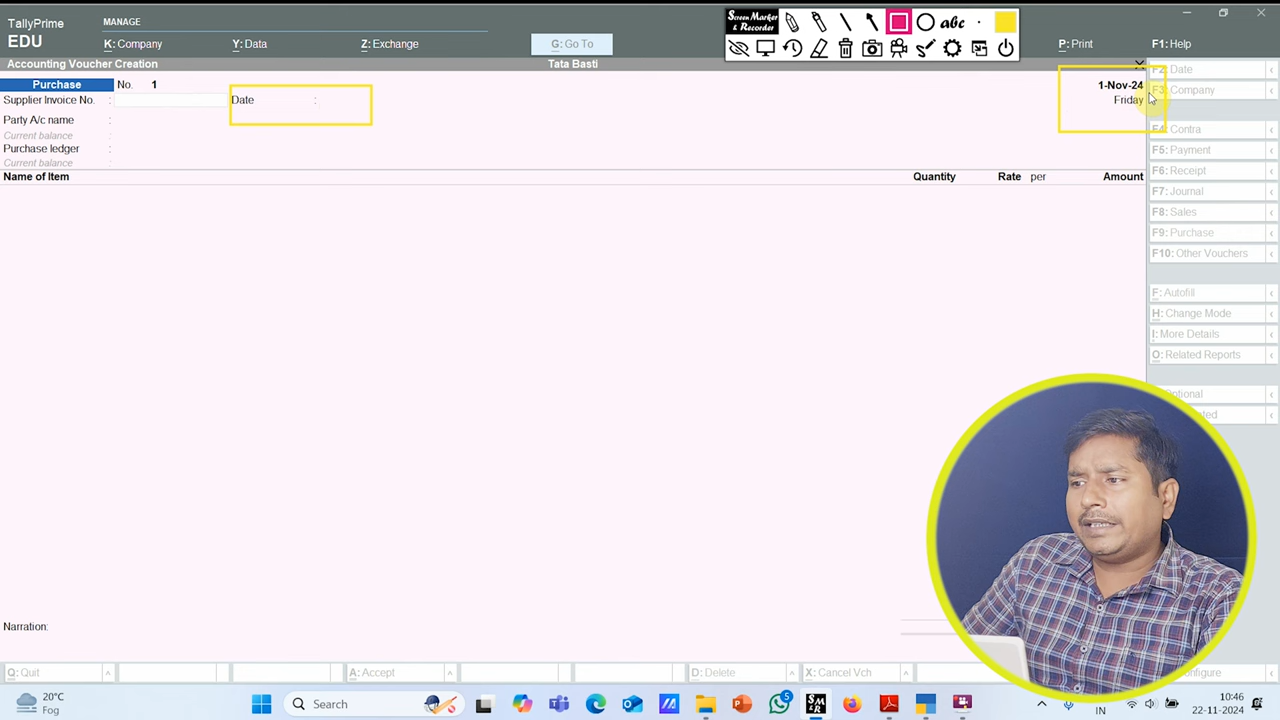 TallyPrime
EDU
MANAGE
K: Company
Y: Data
Z: Exchange
G: Go To
Screen Marker
& Recorder
abc
P: Print
F1: Help
Accounting Voucher Creation
Tata Basti
Purchase No. 1
1-Nov-24
Supplier Invoice No. :
Date :
Friday
Party A/c name :
Current balance :
Purchase ledger :
Current balance :
Name of Item
Quantity
Rate per
Amount
F2: Date
F3: Company
F4: Contra
F5: Payment
F6: Receipt
F7: Journal
F8: Sales
F9: Purchase
F10: Other Vouchers
F: Autofill
H: Change Mode
I: More Details
O: Related Reports
Narration:
Q: Quit
A: Accept
D: Delete
X: Cancel Vch
20°C
Fog
Search
5
SM
&R
IN
10:46
22-11-2024